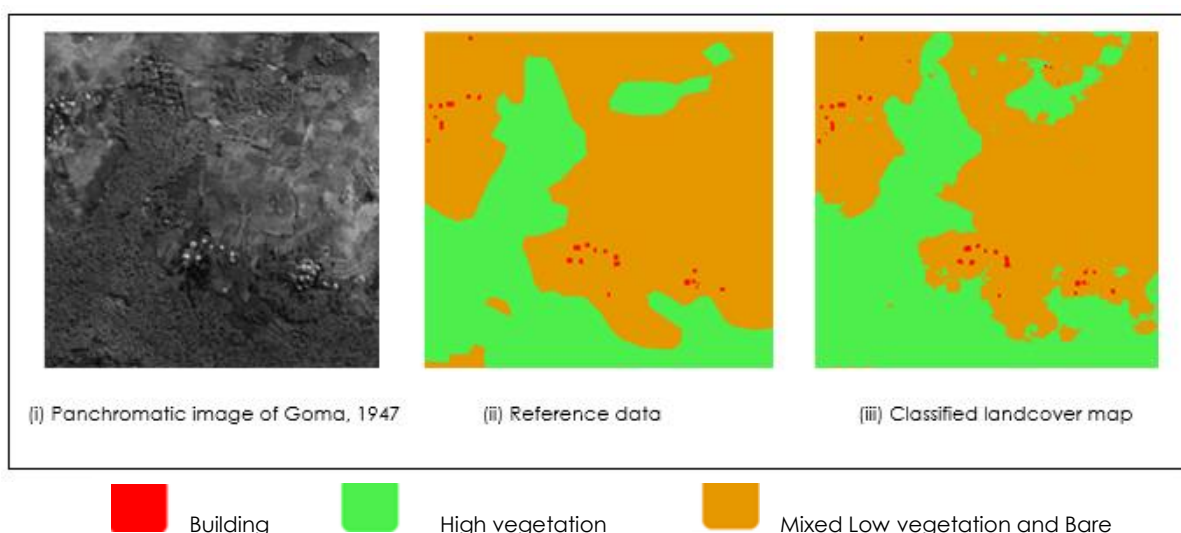 (i) Panchromatic image of Goma, 1947
(ii) Reference data
(iii) Classified landcover map
Building
High vegetation
Mixed Low vegetation and Bare